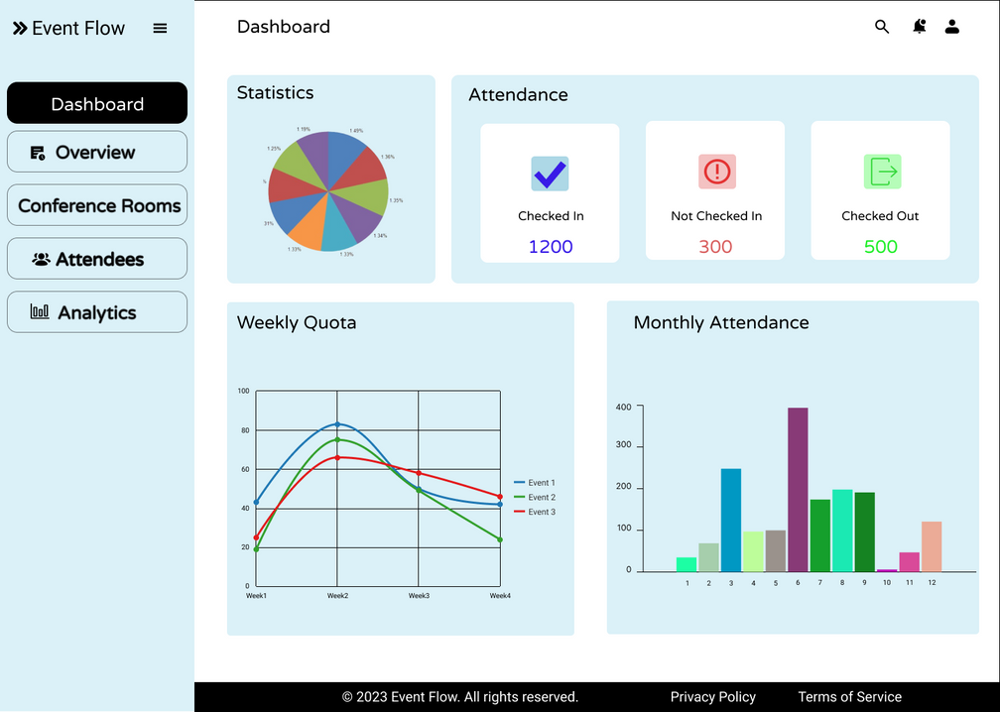 Event Flow
Dashboard
Dashboard
Overview
Conference Rooms
Attendees
Analytics
Statistics
1.19%
1.49%
1.25%
1.36%
%
1.35%
31%
1.34%
1.33%
1.33%
Attendance
Checked In
1200
Not Checked In
300
Checked Out
500
Weekly Quota
100
80
60
40
20
0
Week1
Week2
Week3
Week4
Event 1
Event 2
Event 3
Monthly Attendance
400
300
200
100
0
1
2
3
4
5
6
7
8
9
10
11
12
© 2023 Event Flow. All rights reserved.
Privacy Policy
Terms of Service